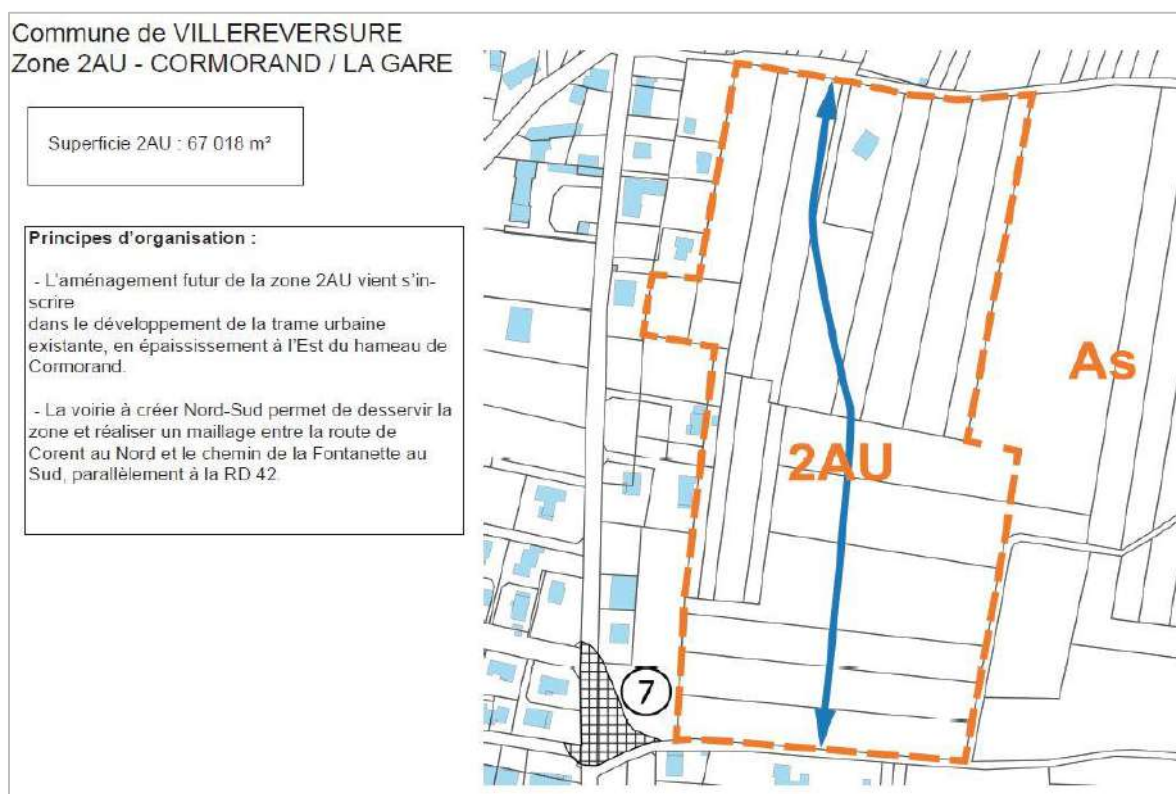 Commune de VILLEREVERSURE
Zone 2AU - CORMORAND / LA GARE
Superficie 2AU : 67 018 m²
Principes d'organisation :
- L'aménagement futur de la zone 2AU vient s'in-
scrire
dans le développement de la trame urbaine
existante, en épaississement à l'Est du hameau de
Cormorand.
- La voirie à créer Nord-Sud permet de desservir la
zone et réaliser un maillage entre la route de
Corent au Nord et le chemin de la Fontanette au
Sud, parallèlement à la RD 42.
As
2AU
7